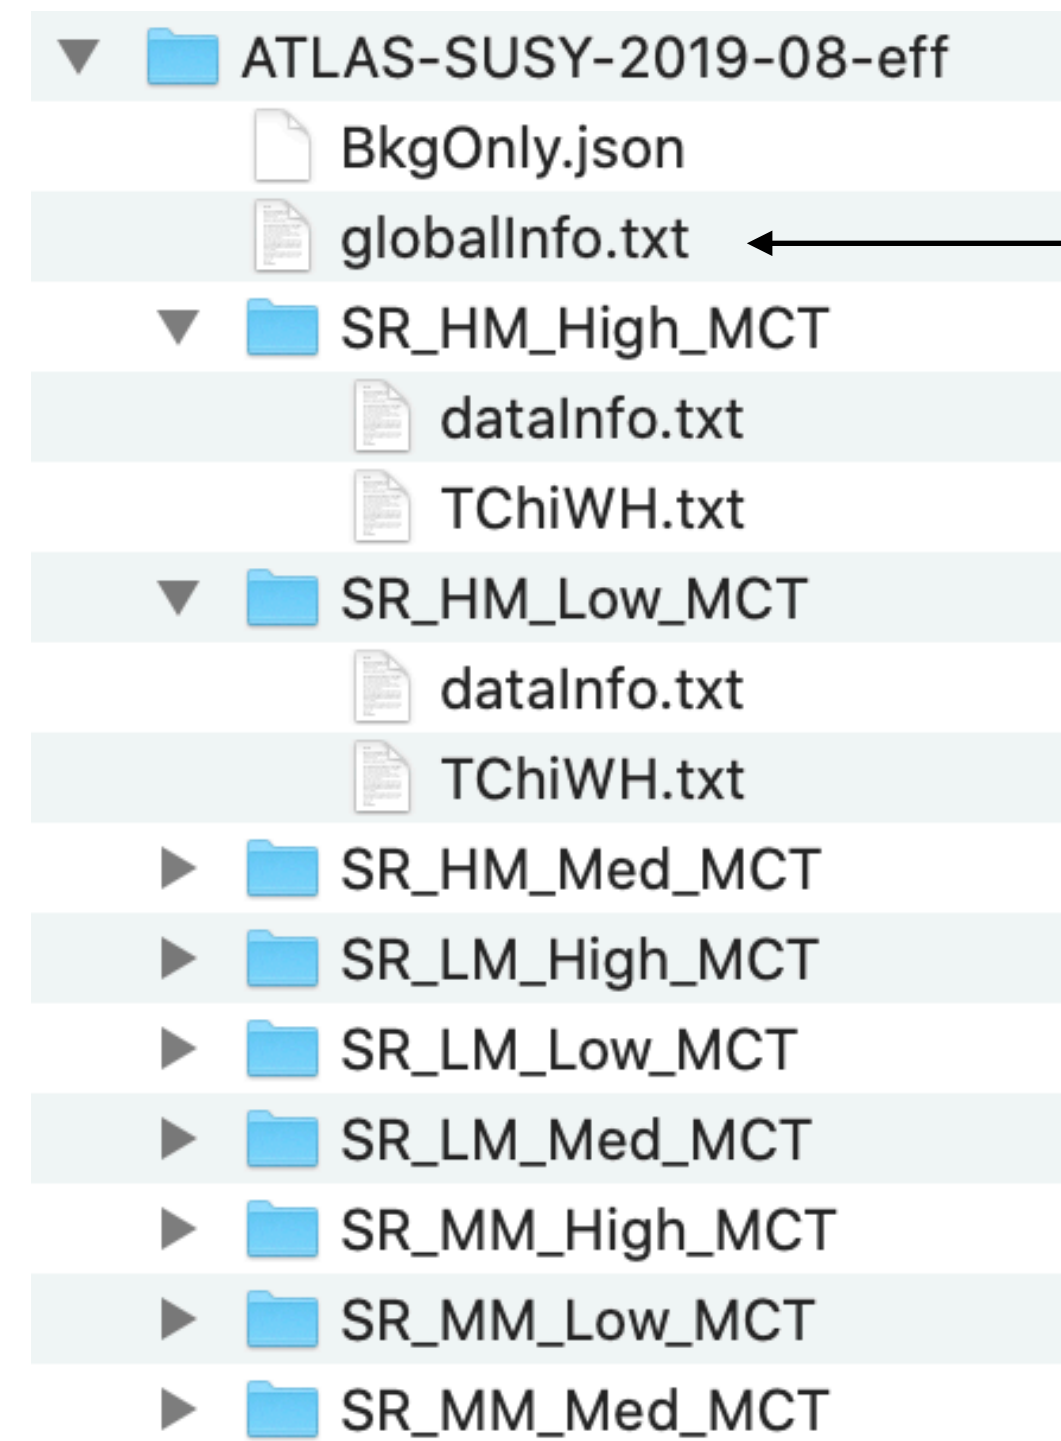 ATLAS-SUSY-2019-08-eff
BkgOnly.json
globalInfo.txt
SR_HM_High_MCT
dataInfo.txt
TChiWH.txt
SR_HM_Low_MCT
dataInfo.txt
TChiWH.txt
SR_HM_Med_MCT
SR_LM_High_MCT
SR_LM_Low_MCT
SR_LM_Med_MCT
SR_MM_High_MCT
SR_MM_Low_MCT
SR_MM_Med_MCT